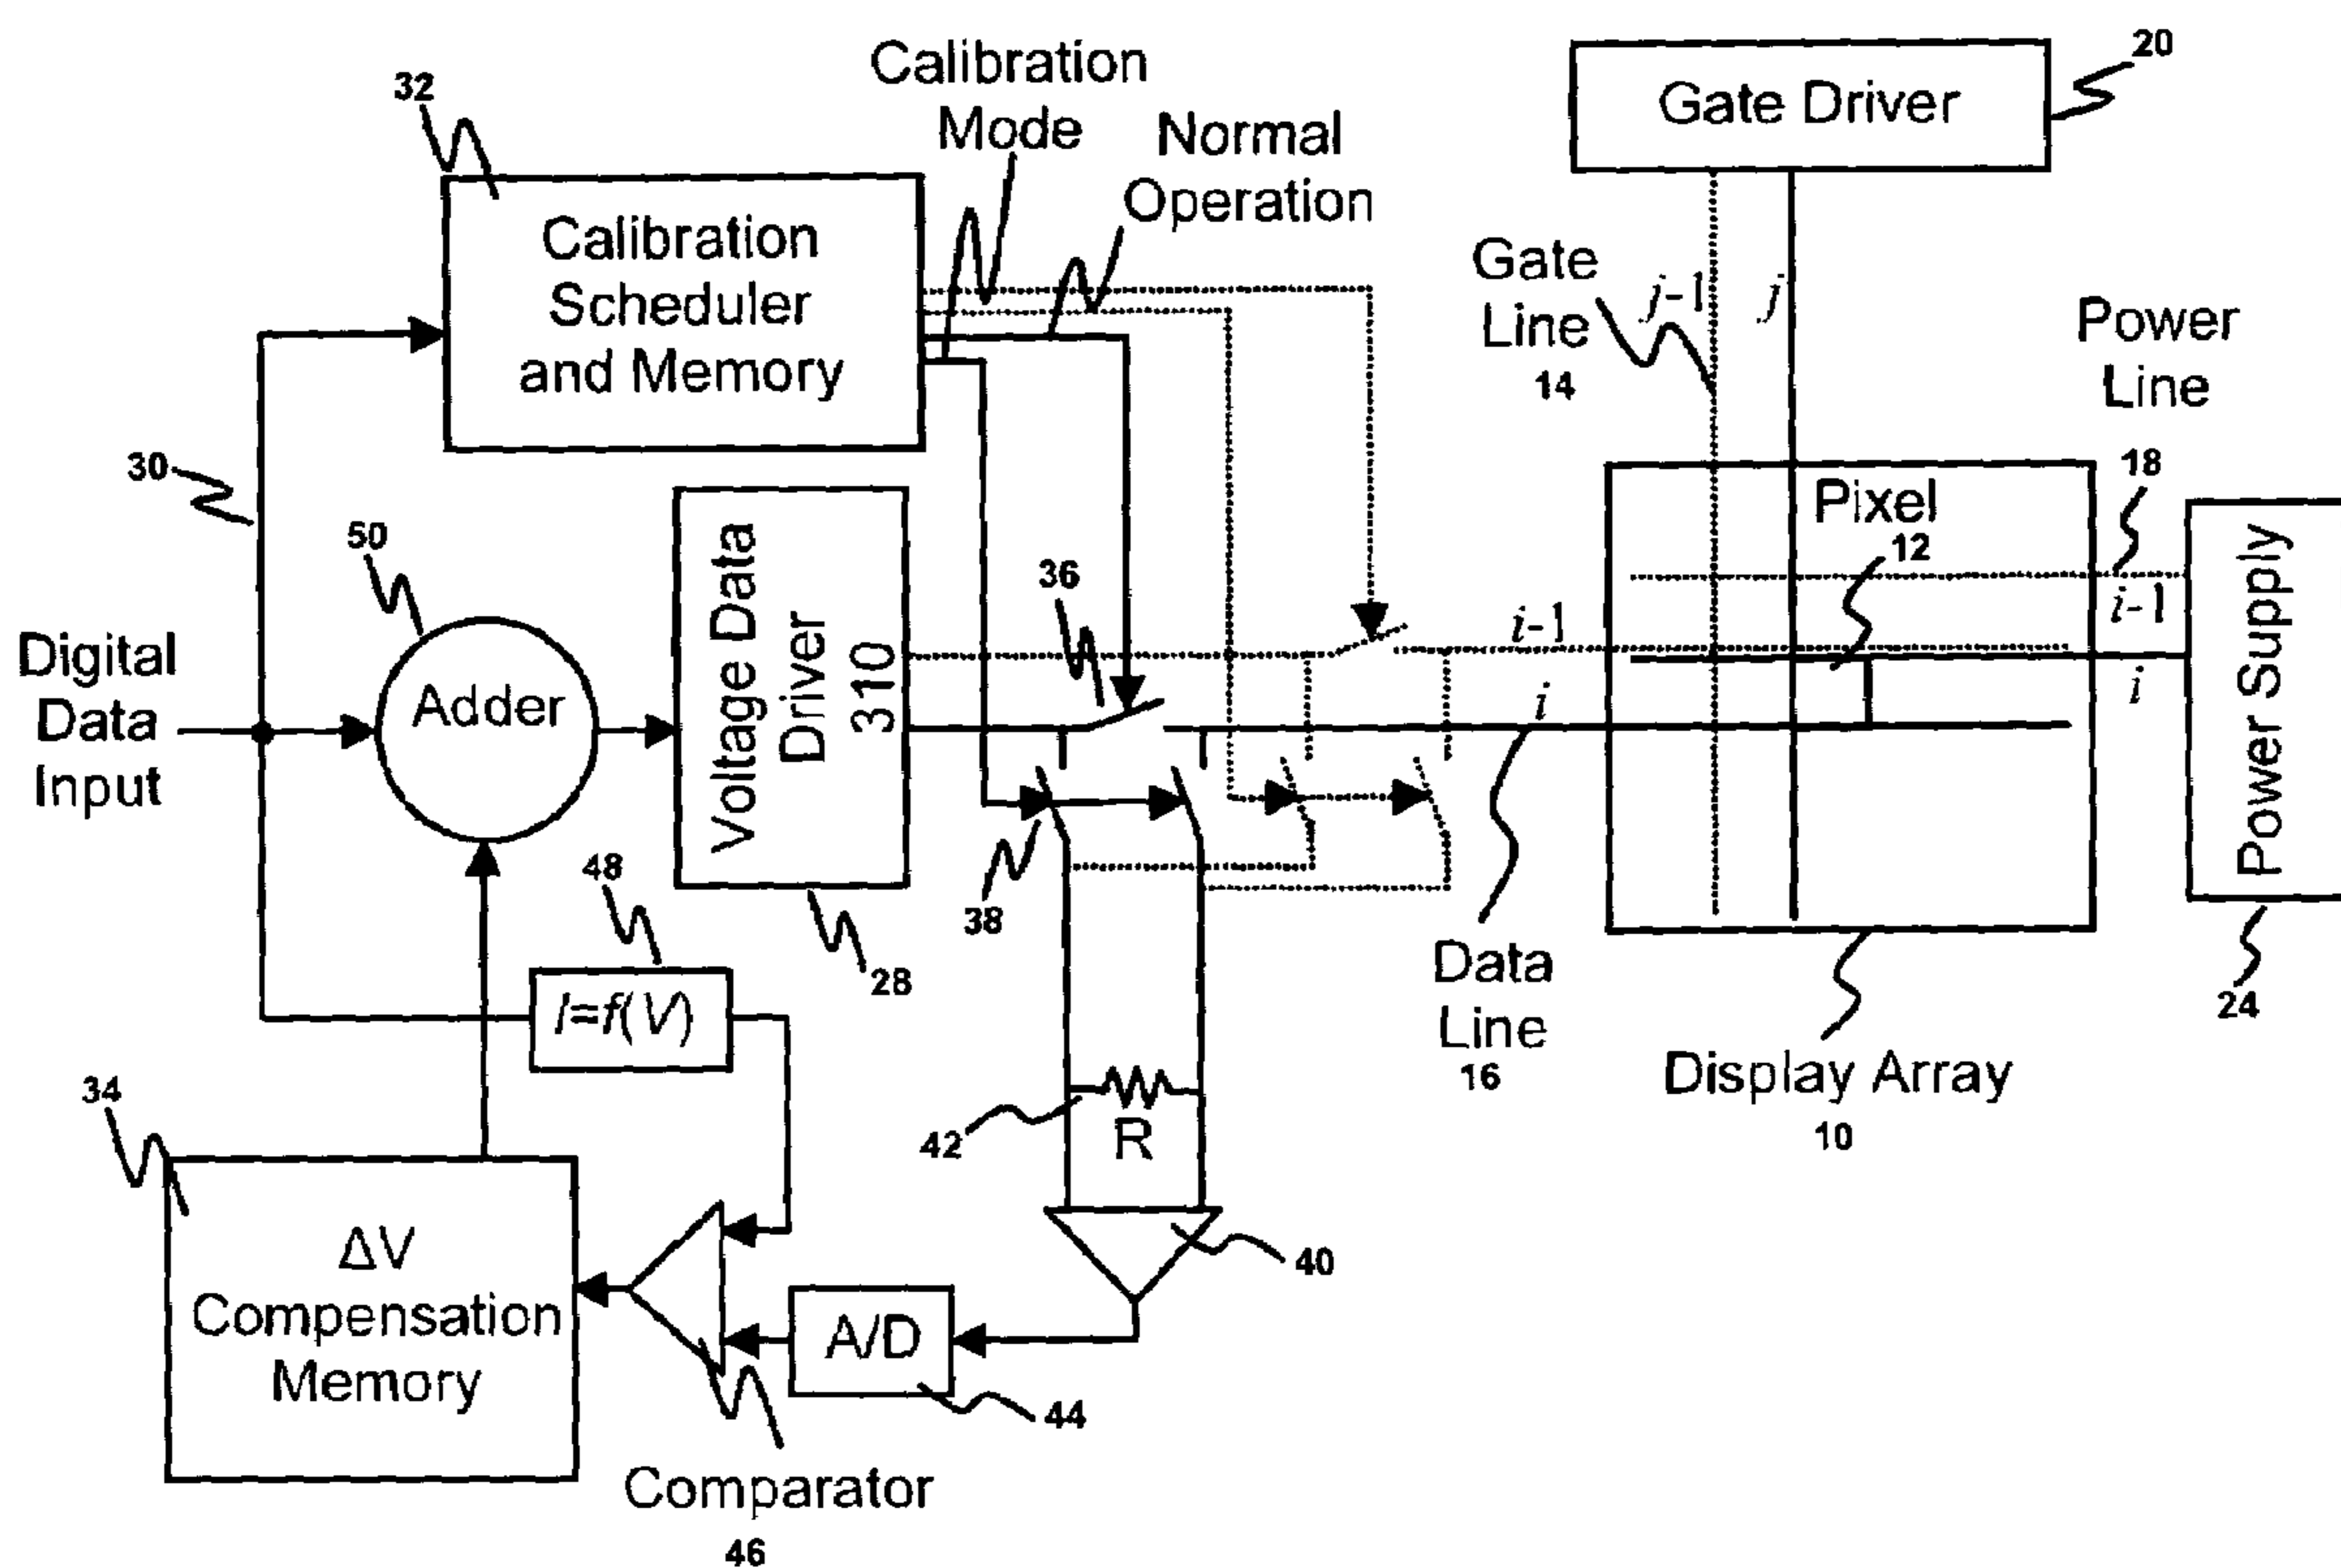 32
Calibration
Mode
Normal
Operation
Gate Driver
20
Calibration
Scheduler
and Memory
Gate
Line
14
j-1
j
Power
Line
30
50
Digital
Data
Input
Adder
Voltage Data
Driver
310
36
i-1
i
Pixel
12
18
i-1
i
Power Supply
24
48
38
28
I=f(V)
Data
Line
16
Display Array
10
34
42
R
40
ΔV
Compensation
Memory
A/D
44
Comparator
46